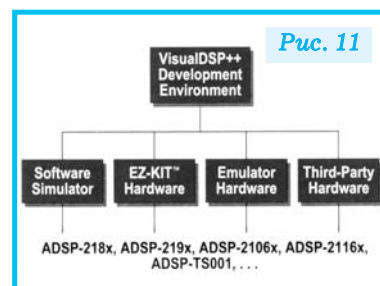 Рис. 11
VisualDSP++
Development
Environment
Software
Simulator
EZ-KIT™
Hardware
Emulator
Hardware
Third-Party
Hardware
ADSP-218x, ADSP-219x, ADSP-2106x, ADSP-2116x,
ADSP-TS001, . . .